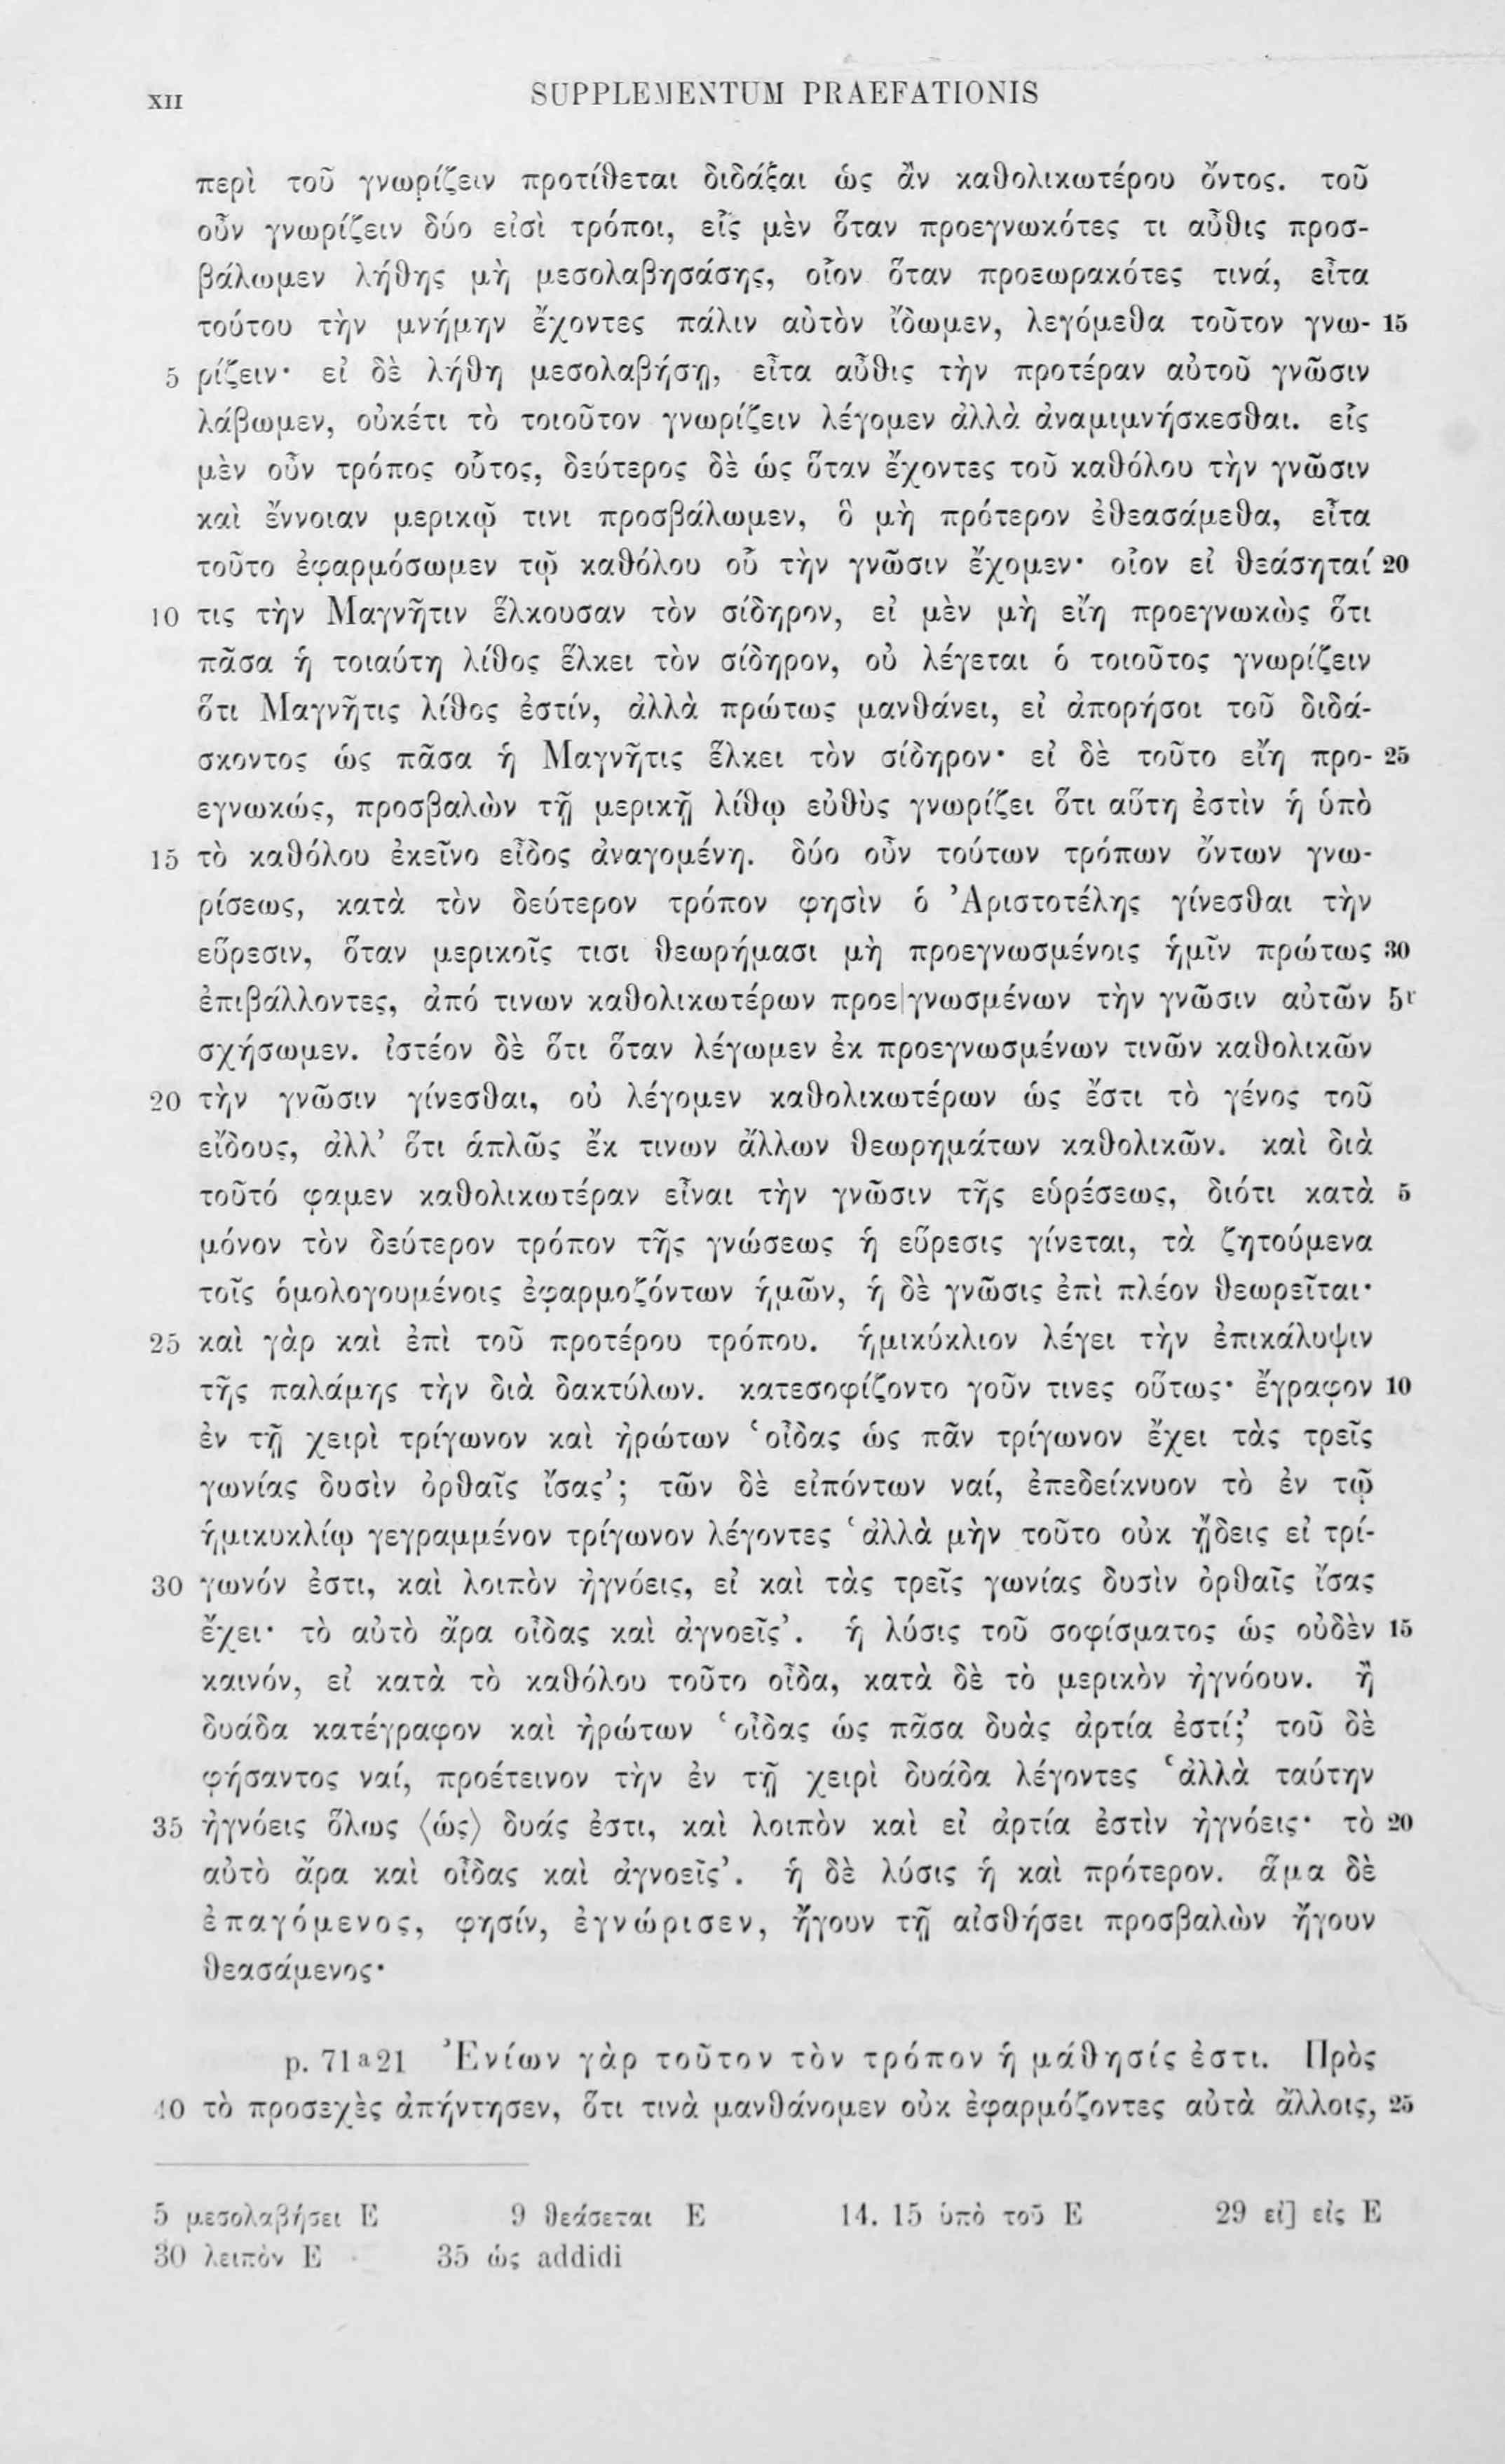 XII SUPPLEMENTUM PRAEFATIONIS
περὶ τοῦ γνωρίζειν προτίθεται διδάξαι ὡς ἂν καθολικωτέρου ὄντος. τοῦ
οὖν γνωρίζειν δύο εἰσὶ τρόποι, εἷς μὲν ὅταν προεγνωκότες τι αὖθις προσ-
βάλωμεν λήθης μὴ μεσολαβησάσης, οἷον ὅταν προεωρακότες τινά, εἶτα
τούτου τὴν μνήμην ἔχοντες πάλιν αὐτὸν ἴδωμεν, λεγόμεθα τοῦτον γνω- 15
5 ρίζειν· εἰ δὲ λήθη μεσολαβήσῃ, εἶτα αὖθις τὴν προτέραν αὐτοῦ γνῶσιν
λάβωμεν, οὐκέτι τὸ τοιοῦτον γνωρίζειν λέγομεν ἀλλὰ ἀναμιμνήσκεσθαι. εἷς
μὲν οὖν τρόπος οὗτος, δεύτερος δὲ ὡς ὅταν ἔχοντες τοῦ καθόλου τὴν γνῶσιν
καὶ ἔννοιαν μερικῷ τινι προσβάλωμεν, ὃ μὴ πρότερον ἐθεασάμεθα, εἶτα
τοῦτο ἐφαρμόσωμεν τῷ καθόλου οὗ τὴν γνῶσιν ἔχομεν· οἷον εἰ θεάσηταί 20
10 τις τὴν Μαγνῆτιν ἕλκουσαν τὸν σίδηρον, εἰ μὲν μὴ εἴη προεγνωκὼς ὅτι
πᾶσα ἡ τοιαύτη λίθος ἕλκει τὸν σίδηρον, οὐ λέγεται ὁ τοιοῦτος γνωρίζειν
ὅτι Μαγνῆτις λίθος ἐστίν, ἀλλὰ πρώτως μανθάνει, εἰ ἀπορήσοι τοῦ διδά-
σκοντος ὡς πᾶσα ἡ Μαγνῆτις ἕλκει τὸν σίδηρον· εἰ δὲ τοῦτο εἴη προ- 25
εγνωκώς, προσβαλὼν τῇ μερικῇ λίθῳ εὐθὺς γνωρίζει ὅτι αὕτη ἐστὶν ἡ ὑπὸ
15 τὸ καθόλου ἐκεῖνο εἶδος ἀναγομένη. δύο οὖν τούτων τρόπων ὄντων γνω-
ρίσεως, κατὰ τὸν δεύτερον τρόπον φησὶν ὁ Ἀριστοτέλης γίνεσθαι τὴν
εὕρεσιν, ὅταν μερικοῖς τισι θεωρήμασι μὴ προεγνωσμένοις ἡμῖν πρώτως 30
ἐπιβάλλοντες, ἀπό τινων καθολικωτέρων προε|γνωσμένων τὴν γνῶσιν αὐτῶν 5r
σχήσωμεν. ἰστέον δὲ ὅτι ὅταν λέγωμεν ἐκ προεγνωσμένων τινῶν καθολικῶν
20 τὴν γνῶσιν γίνεσθαι, οὐ λέγομεν καθολικωτέρων ὡς ἔστι τὸ γένος τοῦ
εἴδους, ἀλλ' ὅτι ἁπλῶς ἔκ τινων ἄλλων θεωρημάτων καθολικῶν. καὶ διὰ
τοῦτό φαμεν καθολικωτέραν εἶναι τὴν γνῶσιν τῆς εὑρέσεως, διότι κατὰ 5
μόνον τὸν δεύτερον τρόπον τῆς γνώσεως ἡ εὕρεσις γίνεται, τὰ ζητούμενα
τοῖς ὁμολογουμένοις ἐφαρμοζόντων ἡμῶν, ἡ δὲ γνῶσις ἐπὶ πλέον θεωρεῖται·
25 καὶ γὰρ καὶ ἐπὶ τοῦ προτέρου τρόπου. ἡμικύκλιον λέγει τὴν ἐπικάλυψιν
τῆς παλάμης τὴν διὰ δακτύλων. κατεσοφίζοντο γοῦν τινες οὕτως· ἔγραφον 10
ἐν τῇ χειρὶ τρίγωνον καὶ ἠρώτων ‘οἶδας ὡς πᾶν τρίγωνον ἔχει τὰς τρεῖς
γωνίας δυσὶν ὀρθαῖς ἴσας’; τῶν δὲ εἰπόντων ναί, ἐπεδείκνυον τὸ ἐν τῷ
ἡμικυκλίῳ γεγραμμένον τρίγωνον λέγοντες ‘ἀλλὰ μὴν τοῦτο οὐκ ᾔδεις εἰ τρί-
30 γωνόν ἐστι, καὶ λοιπὸν ἠγνόεις, εἰ καὶ τὰς τρεῖς γωνίας δυσὶν ὀρθαῖς ἴσας
ἔχει· τὸ αὐτὸ ἄρα οἶδας καὶ ἀγνοεῖς’. ἡ λύσις τοῦ σοφίσματος ὡς οὐδὲν 15
καινόν, εἰ κατὰ τὸ καθόλου τοῦτο οἶδα, κατὰ δὲ τὸ μερικὸν ἠγνόουν. ἢ
δυάδα κατέγραφον καὶ ἠρώτων ‘οἶδας ὡς πᾶσα δυὰς ἀρτία ἐστί;’ τοῦ δὲ
φήσαντος ναί, προέτεινον τὴν ἐν τῇ χειρὶ δυάδα λέγοντες ‘ἀλλὰ ταύτην
35 ἠγνόεις ὅλως ⟨ὡς⟩ δυάς ἐστι, καὶ λοιπὸν καὶ εἰ ἀρτία ἐστὶν ἠγνόεις· τὸ 20
αὐτὸ ἄρα καὶ οἶδας καὶ ἀγνοεῖς’. ἡ δὲ λύσις ἡ καὶ πρότερον. ἅμα δὲ
ἐπαγόμενος, φησίν, ἐγνώρισεν, ἤγουν τῇ αἰσθήσει προσβαλὼν ἤγουν
θεασάμενος·
p. 71a21 Ἐνίων γὰρ τοῦτον τὸν τρόπον ἡ μάθησίς ἐστι. Πρὸς
40 τὸ προσεχὲς ἀπήντησεν, ὅτι τινὰ μανθάνομεν οὐκ ἐφαρμόζοντες αὐτὰ ἄλλοις, 25
5 μεσολαβήσει E 9 θεάσεται E 14. 15 ὑπὸ τοῦ E 29 εἰ] εἰς E
30 λειπὸν E 35 ὡς addidi